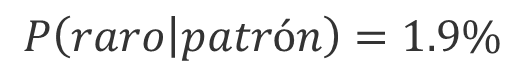 P(raro|patrón) = 1.9%